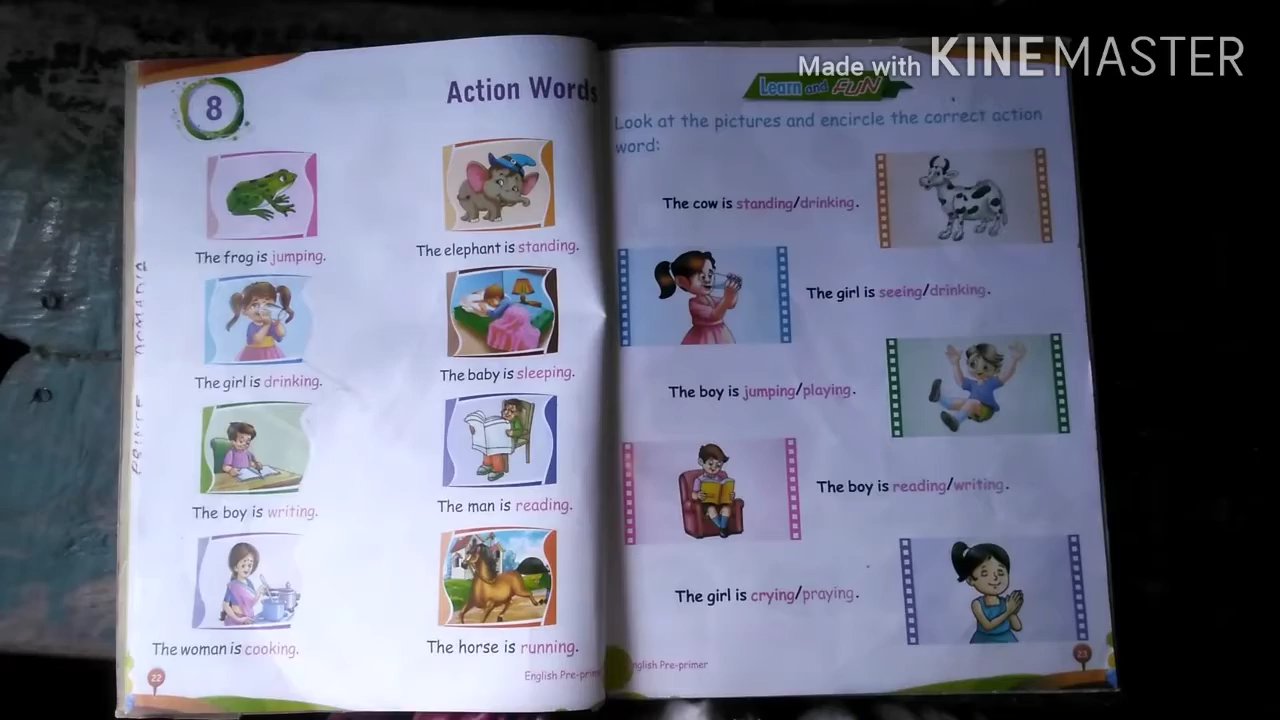 Made with KINEMASTER
8
Action Words
The frog is jumping.
The elephant is standing.
The girl is drinking.
The baby is sleeping.
The boy is writing.
The man is reading.
The woman is cooking.
The horse is running.
22
English Pre-prim
Learn and FUN
Look at the pictures and encircle the correct action
word:
The cow is standing/drinking.
The girl is seeing/drinking.
The boy is jumping/playing.
The boy is reading/writing.
The girl is crying/praying.
nglish Pre-primer
23